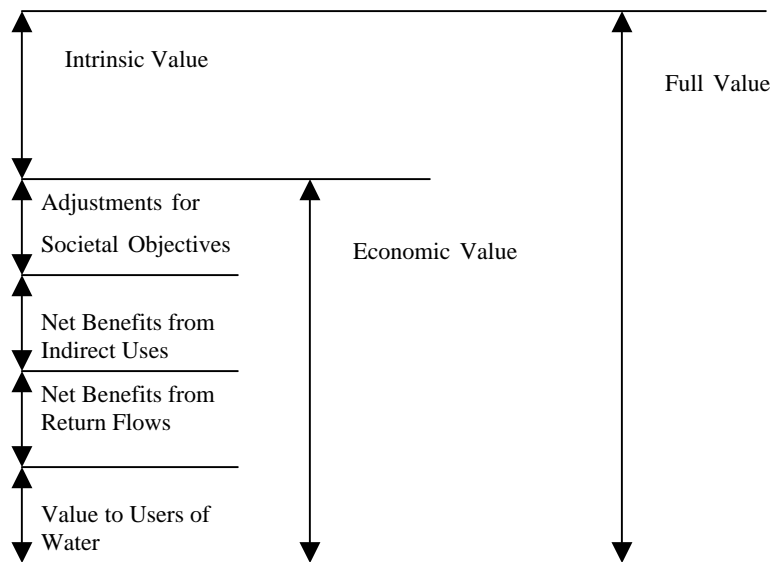 Intrinsic Value
Full Value
Adjustments for
Societal Objectives
Economic Value
Net Benefits from
Indirect Uses
Net Benefits from
Return Flows
Value to Users of
Water